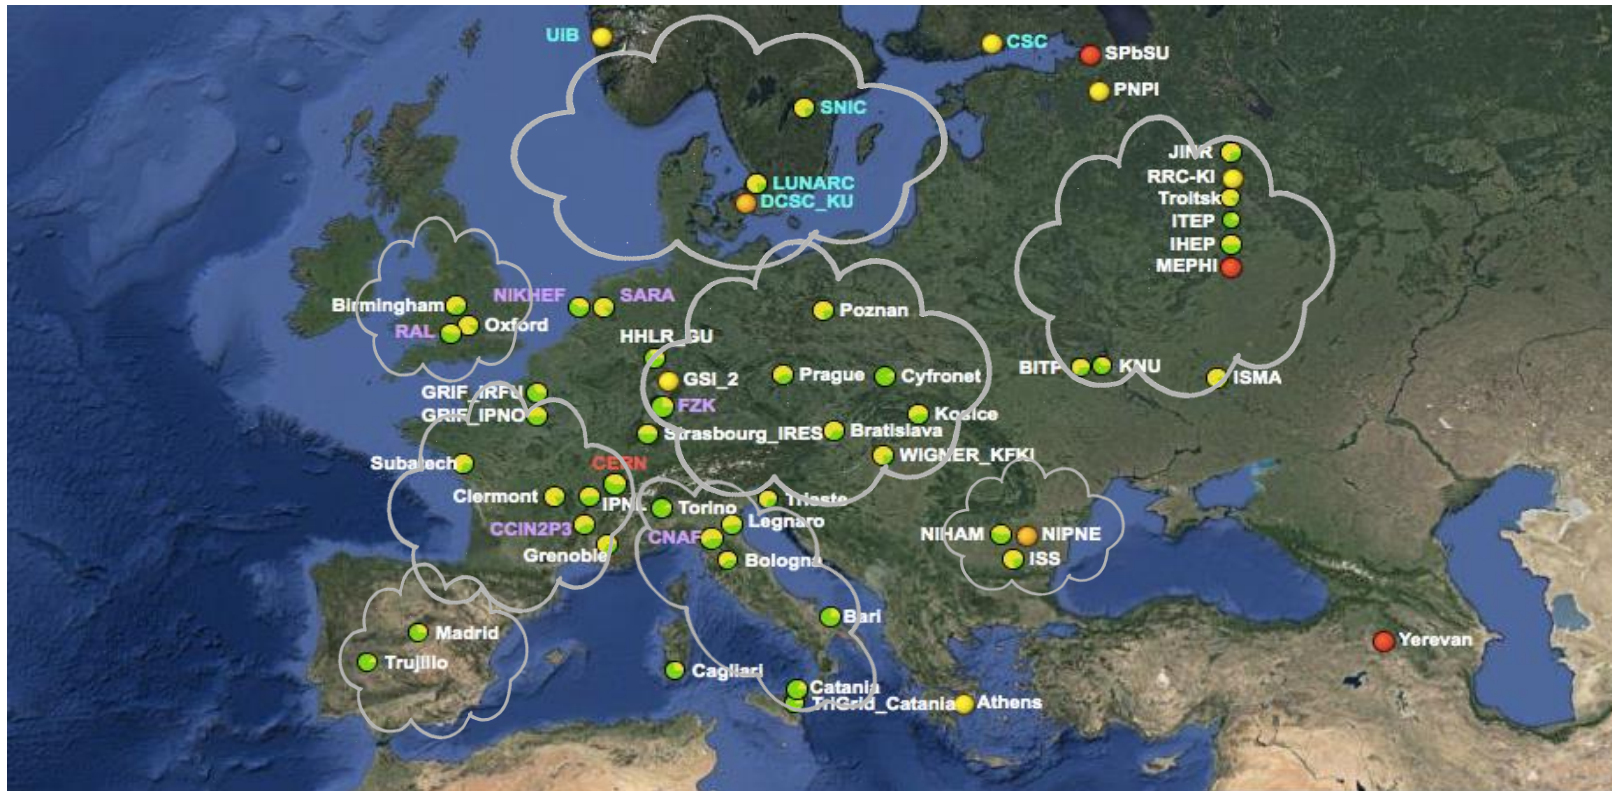 UiB
CSC
SPbSU
PNPI
SNIC
JINR
RRC-KI
LUNARC
Troitsk
DCSC_KU
ITEP
IHEP
MEPHI
NIKHEF
SARA
Birmingham
Poznan
RAL
Oxford
HHLR_GU
BITP
KNU
Prague
Cyfronet
GSI_2
ISMA
GRIF_IRFU
FZK
GRIF_IPNO
Kosice
Strasbourg_IRES
Bratislava
WIGNER_KFKI
Subatech
CERN
Clermont
IPNL
Trieste
Torino
Legnaro
CCIN2P3
CNAF
NIHAM
NIPNE
Grenoble
Bologna
ISS
Bari
Madrid
Yerevan
Trujillo
Cagliari
Catania
TriGrid_Catania
Athens